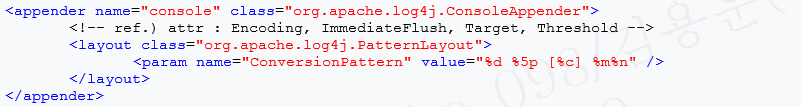 <appender name="console" class="org.apache.log4j.ConsoleAppender">
<!-- ref.) attr : Encoding, ImmediateFlush, Target, Threshold -->
<layout class="org.apache.log4j.PatternLayout">
<param name="ConversionPattern" value="%d %5p [%c] %m%n" />
</layout>
</appender>